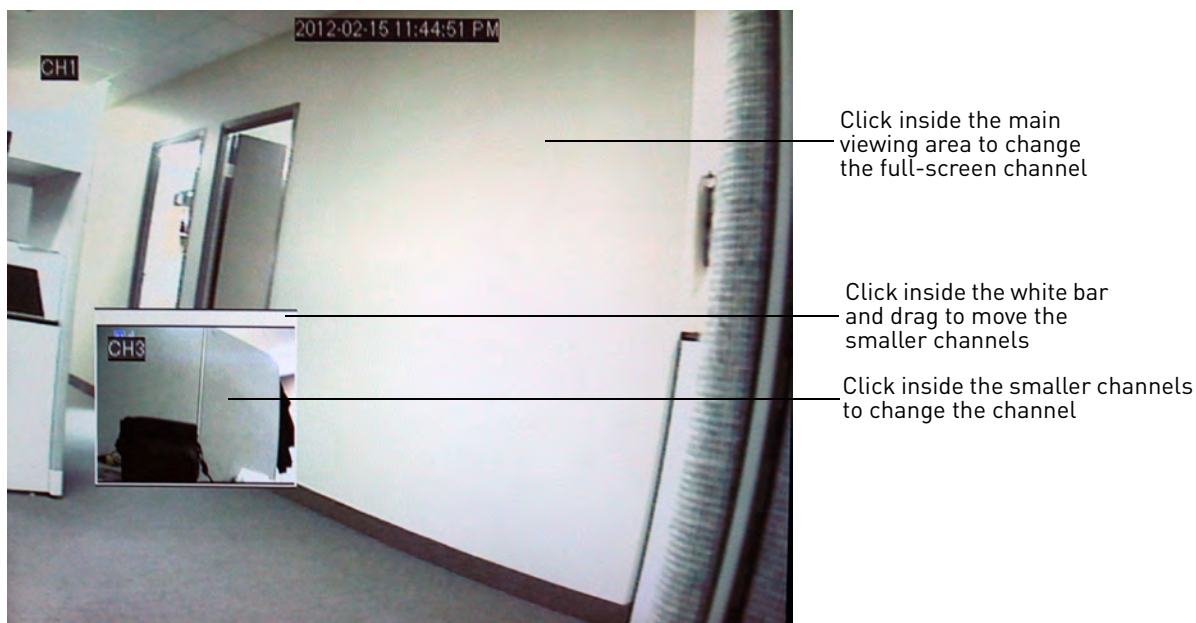 2012-02-15 11:44:51 PM
CH1
Click inside the main
viewing area to change
the full-screen channel
Click inside the white bar
and drag to move the
smaller channels
CH3
Click inside the smaller channels
to change the channel